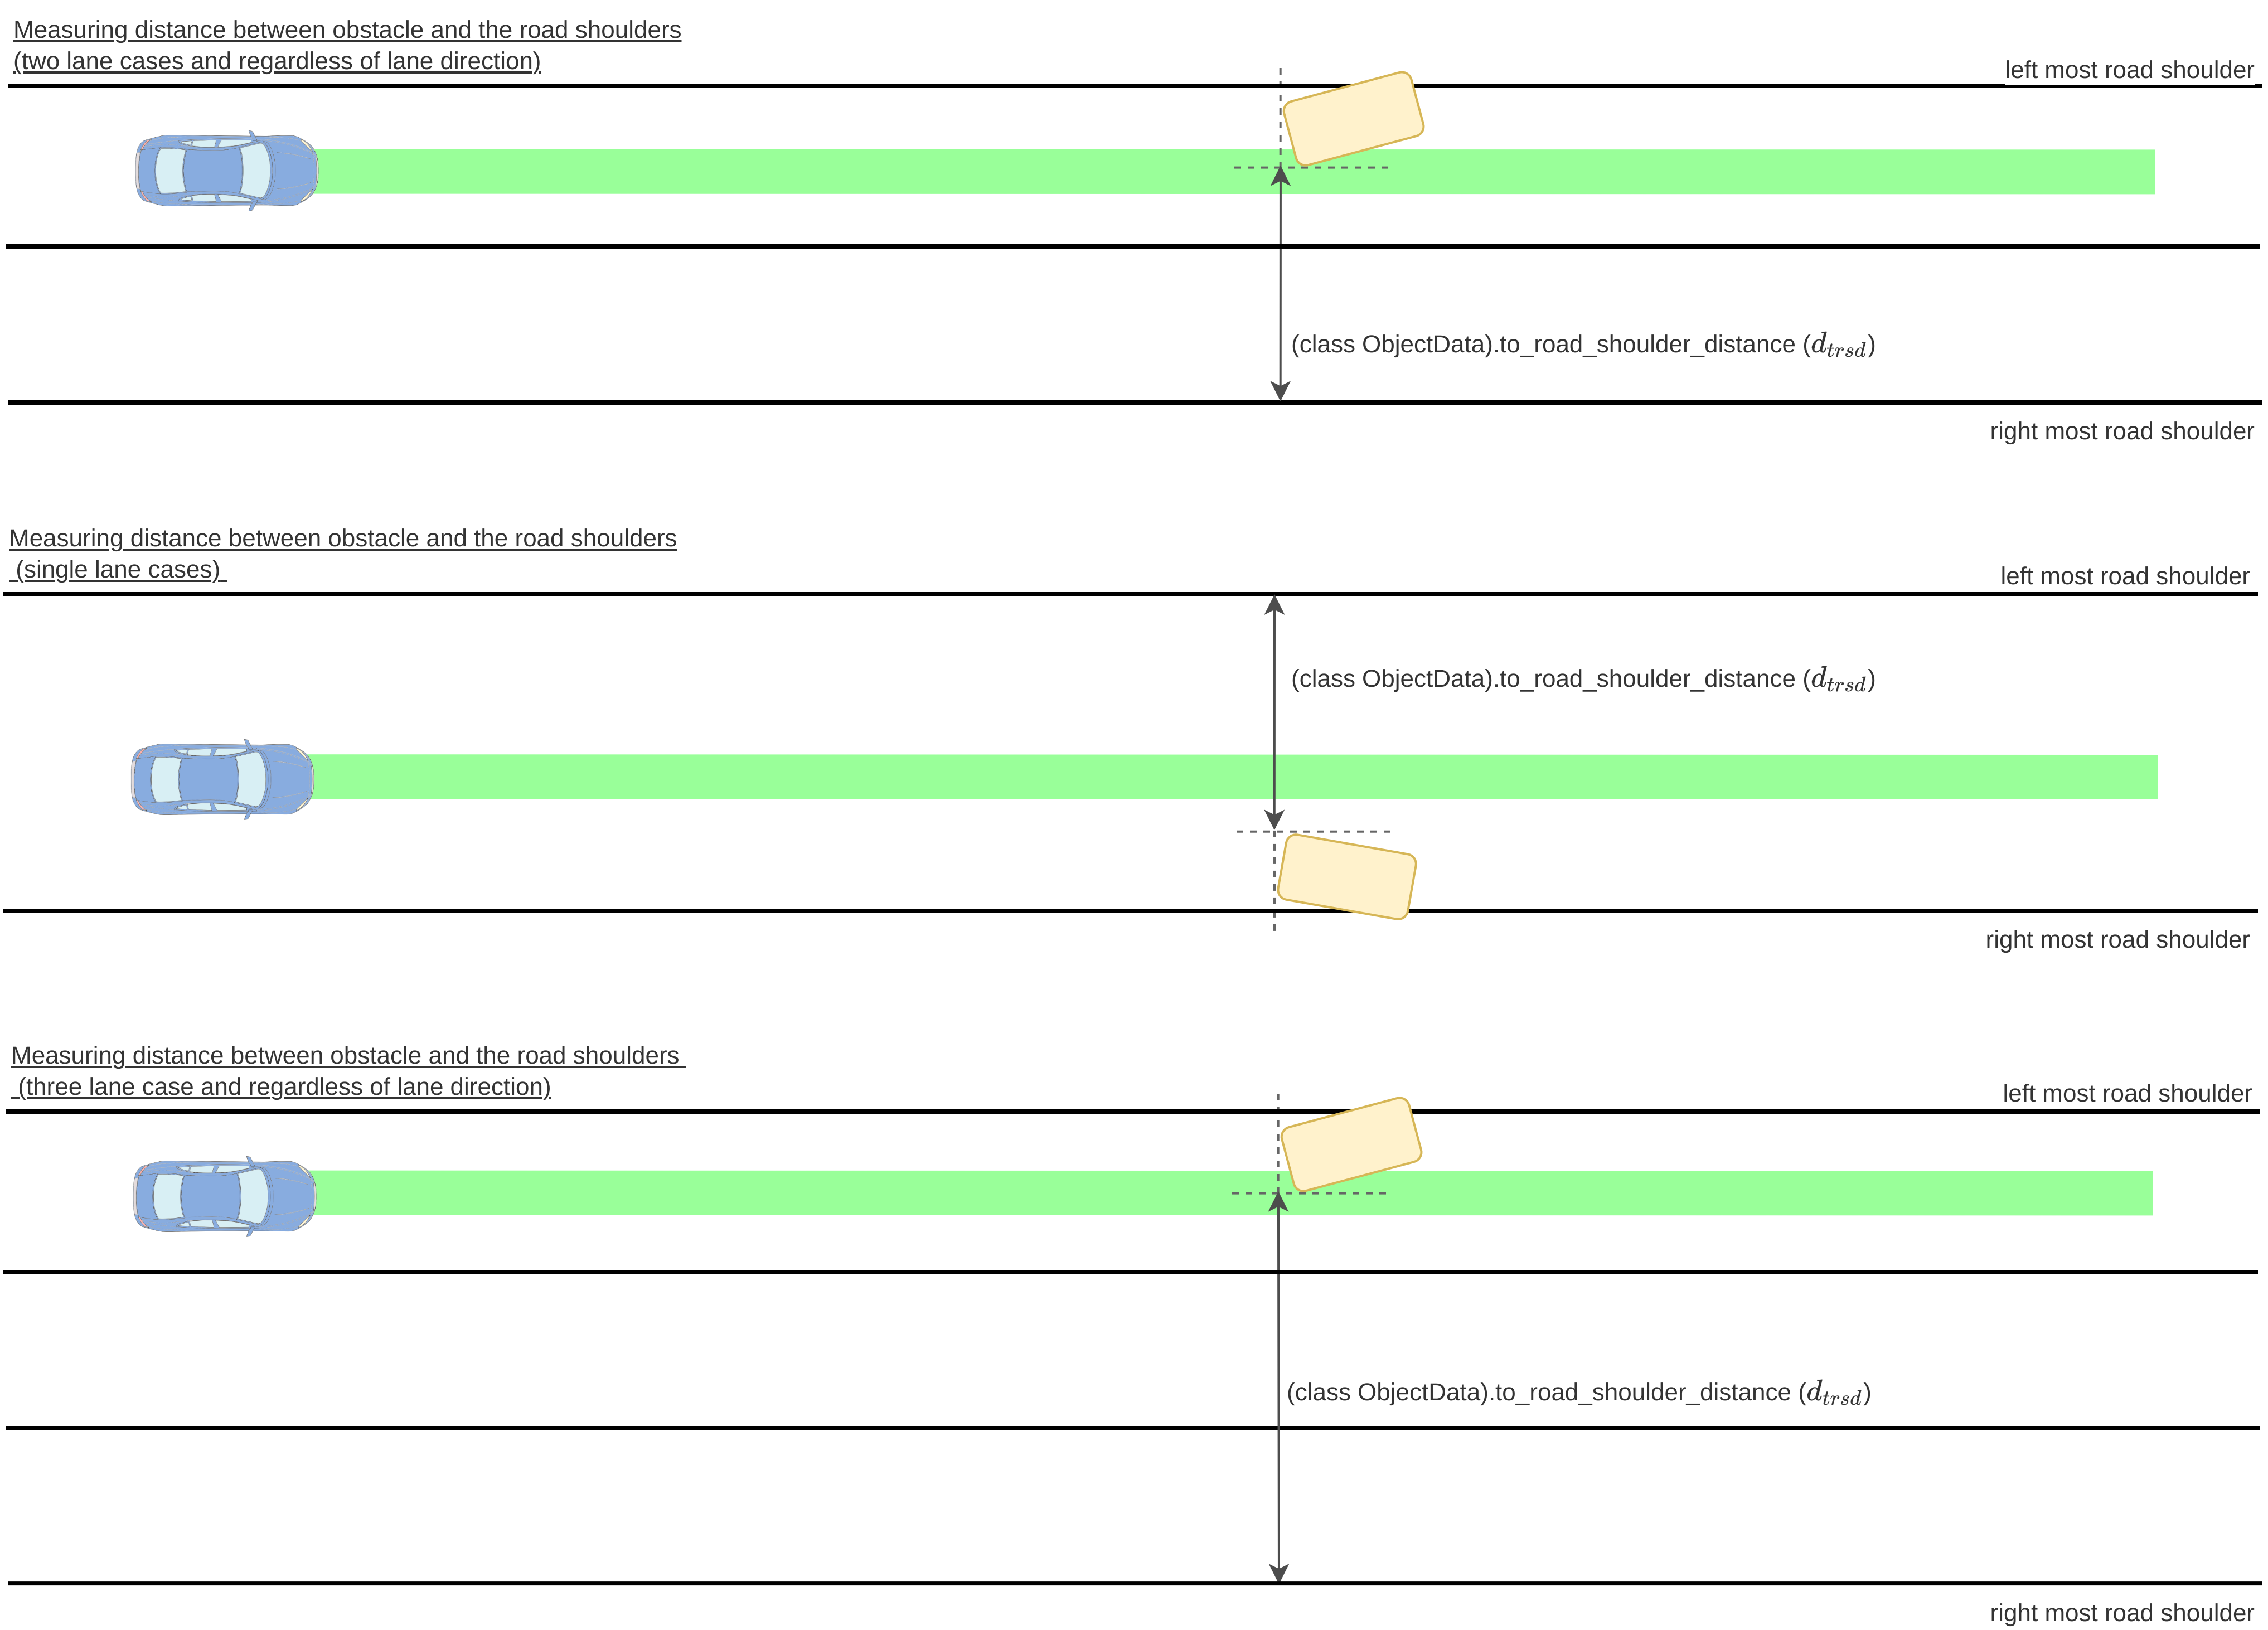 Measuring distance between obstacle and the road shoulders
(two lane cases and regardless of lane direction)
left most road shoulder
(class ObjectData).to_road_shoulder_distance (d_{trsd})
right most road shoulder
Measuring distance between obstacle and the road shoulders
(single lane cases)
left most road shoulder
(class ObjectData).to_road_shoulder_distance (d_{trsd})
right most road shoulder
Measuring distance between obstacle and the road shoulders
(three lane case and regardless of lane direction)
left most road shoulder
(class ObjectData).to_road_shoulder_distance (d_{trsd})
right most road shoulder